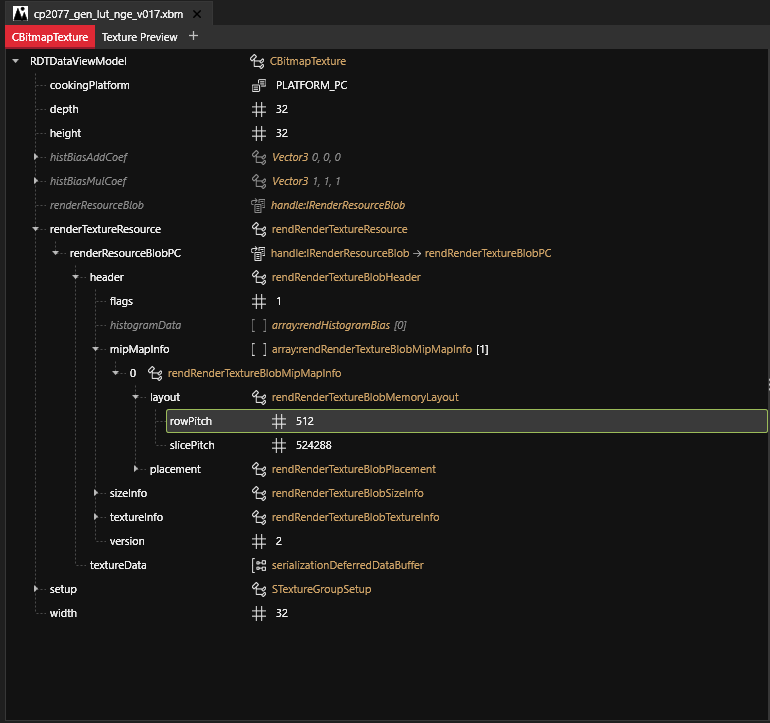 cp2077_gen_lut_nge_v017.xbm ×
CBitmapTexture Texture Preview +
RDTDataViewModel CBitmapTexture
cookingPlatform PLATFORM_PC
depth 32
height 32
histBiasAddCoef Vector3 0, 0, 0
histBiasMulCoef Vector3 1, 1, 1
renderResourceBlob handle:IRenderResourceBlob
renderTextureResource rendRenderTextureResource
renderResourceBlobPC handle:IRenderResourceBlob → rendRenderTextureBlobPC
header rendRenderTextureBlobHeader
flags 1
histogramData array:rendHistogramBias [0]
mipMapInfo array:rendRenderTextureBlobMipMapInfo [1]
0 rendRenderTextureBlobMipMapInfo
layout rendRenderTextureBlobMemoryLayout
rowPitch 512
slicePitch 524288
placement rendRenderTextureBlobPlacement
sizeInfo rendRenderTextureBlobSizeInfo
textureInfo rendRenderTextureBlobTextureInfo
version 2
textureData serializationDeferredDataBuffer
setup STextureGroupSetup
width 32